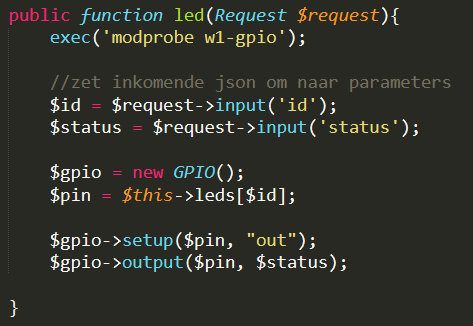 public function led(Request $request){
exec('modprobe w1-gpio');
//zet inkomende json om naar parameters
$id = $request->input('id');
$status = $request->input('status');
$gpio = new GPIO();
$pin = $this->leds[$id];
$gpio->setup($pin, "out");
$gpio->output($pin, $status);
}